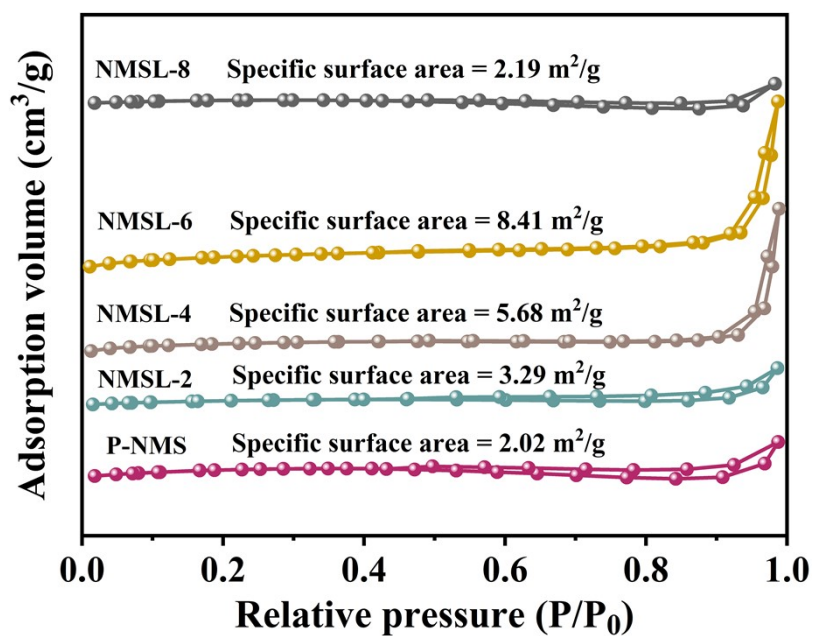 NMSL-8 Specific surface area = 2.19 m²/g
NMSL-6 Specific surface area = 8.41 m²/g
NMSL-4 Specific surface area = 5.68 m²/g
NMSL-2 Specific surface area = 3.29 m²/g
P-NMS Specific surface area = 2.02 m²/g
Adsorption volume (cm³/g)
0.0 0.2 0.4 0.6 0.8 1.0
Relative pressure (P/P₀)